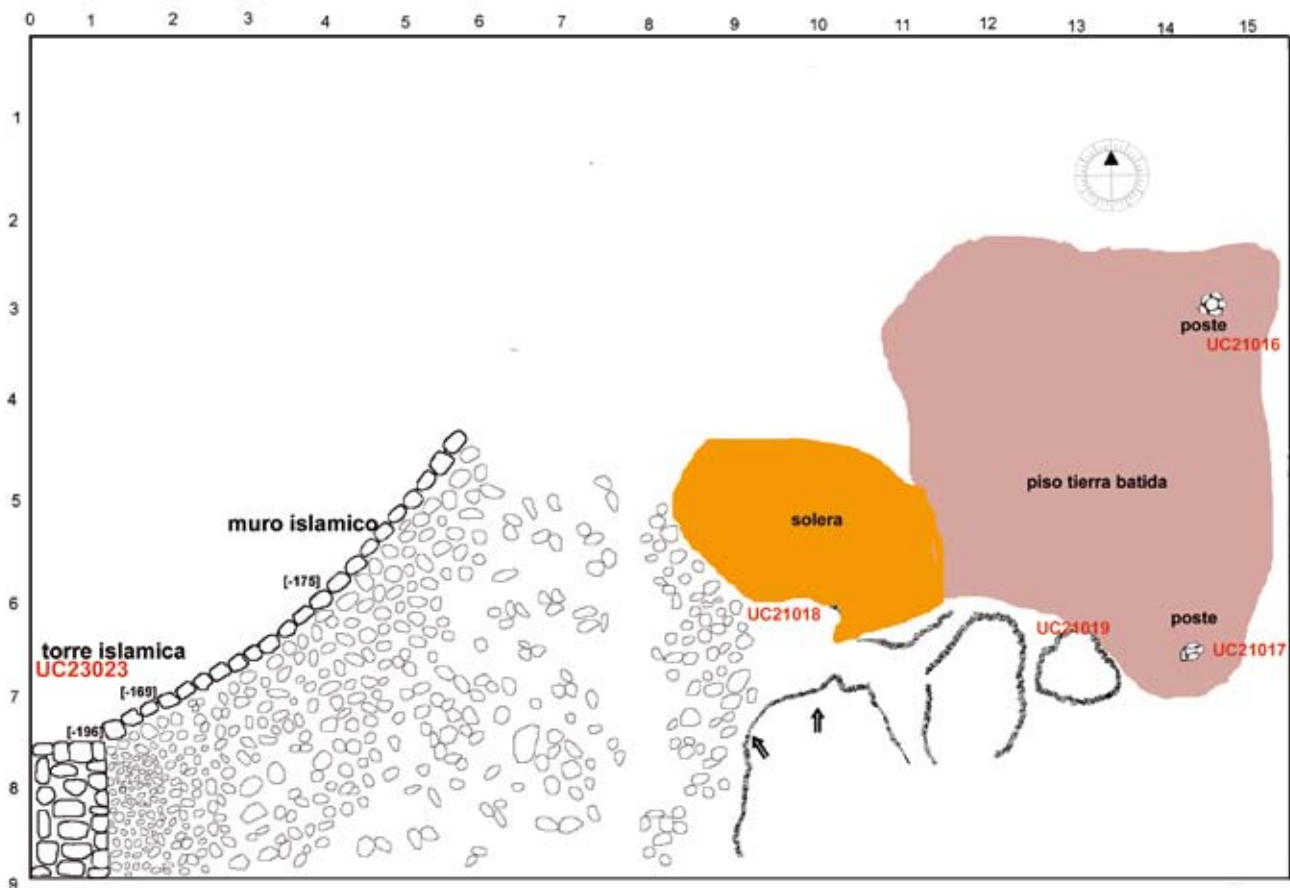 0 1 2 3 4 5 6 7 8 9 10 11 12 13 14 15
1
2
3
poste
UC21016
4
piso tierra batida
5
solera
muro islamico
[-175]
6
UC21018
poste
UC21019
UC21017
torre islamica
UC23023
[-169]
7
[-196]
8
9